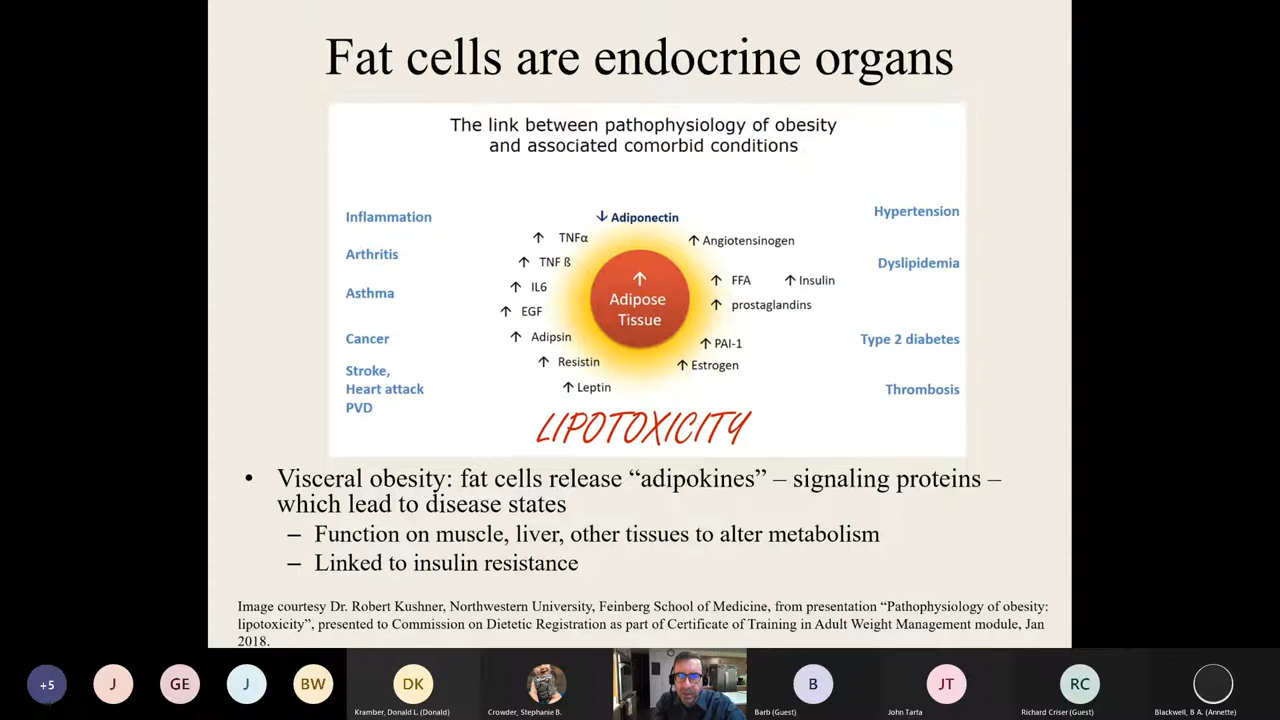 Fat cells are endocrine organs
The link between pathophysiology of obesity
and associated comorbid conditions
Inflammation
Arthritis
Asthma
Cancer
Stroke,
Heart attack
PVD
↓ Adiponectin
↑ TNFα
↑ TNF ß
↑ IL6
↑ EGF
↑ Adipsin
↑ Resistin
↑ Leptin
↑
Adipose
Tissue
↑ Angiotensinogen
↑ FFA ↑ Insulin
↑ prostaglandins
↑ PAI-1
↑ Estrogen
Hypertension
Dyslipidemia
Type 2 diabetes
Thrombosis
LIPOTOXICITY
• Visceral obesity: fat cells release “adipokines” – signaling proteins –
which lead to disease states
– Function on muscle, liver, other tissues to alter metabolism
– Linked to insulin resistance
Image courtesy Dr. Robert Kushner, Northwestern University, Feinberg School of Medicine, from presentation “Pathophysiology of obesity:
lipotoxicity”, presented to Commission on Dietetic Registration as part of Certificate of Training in Adult Weight Management module, Jan
2018.
+5
J
GE
J
BW
DK
Kramber, Donald L. (Donald)
Crowder, Stephanie B.
B
Barb (Guest)
JT
John Tarta
RC
Richard Criser (Guest)
Blackwell, B A. (Annette)